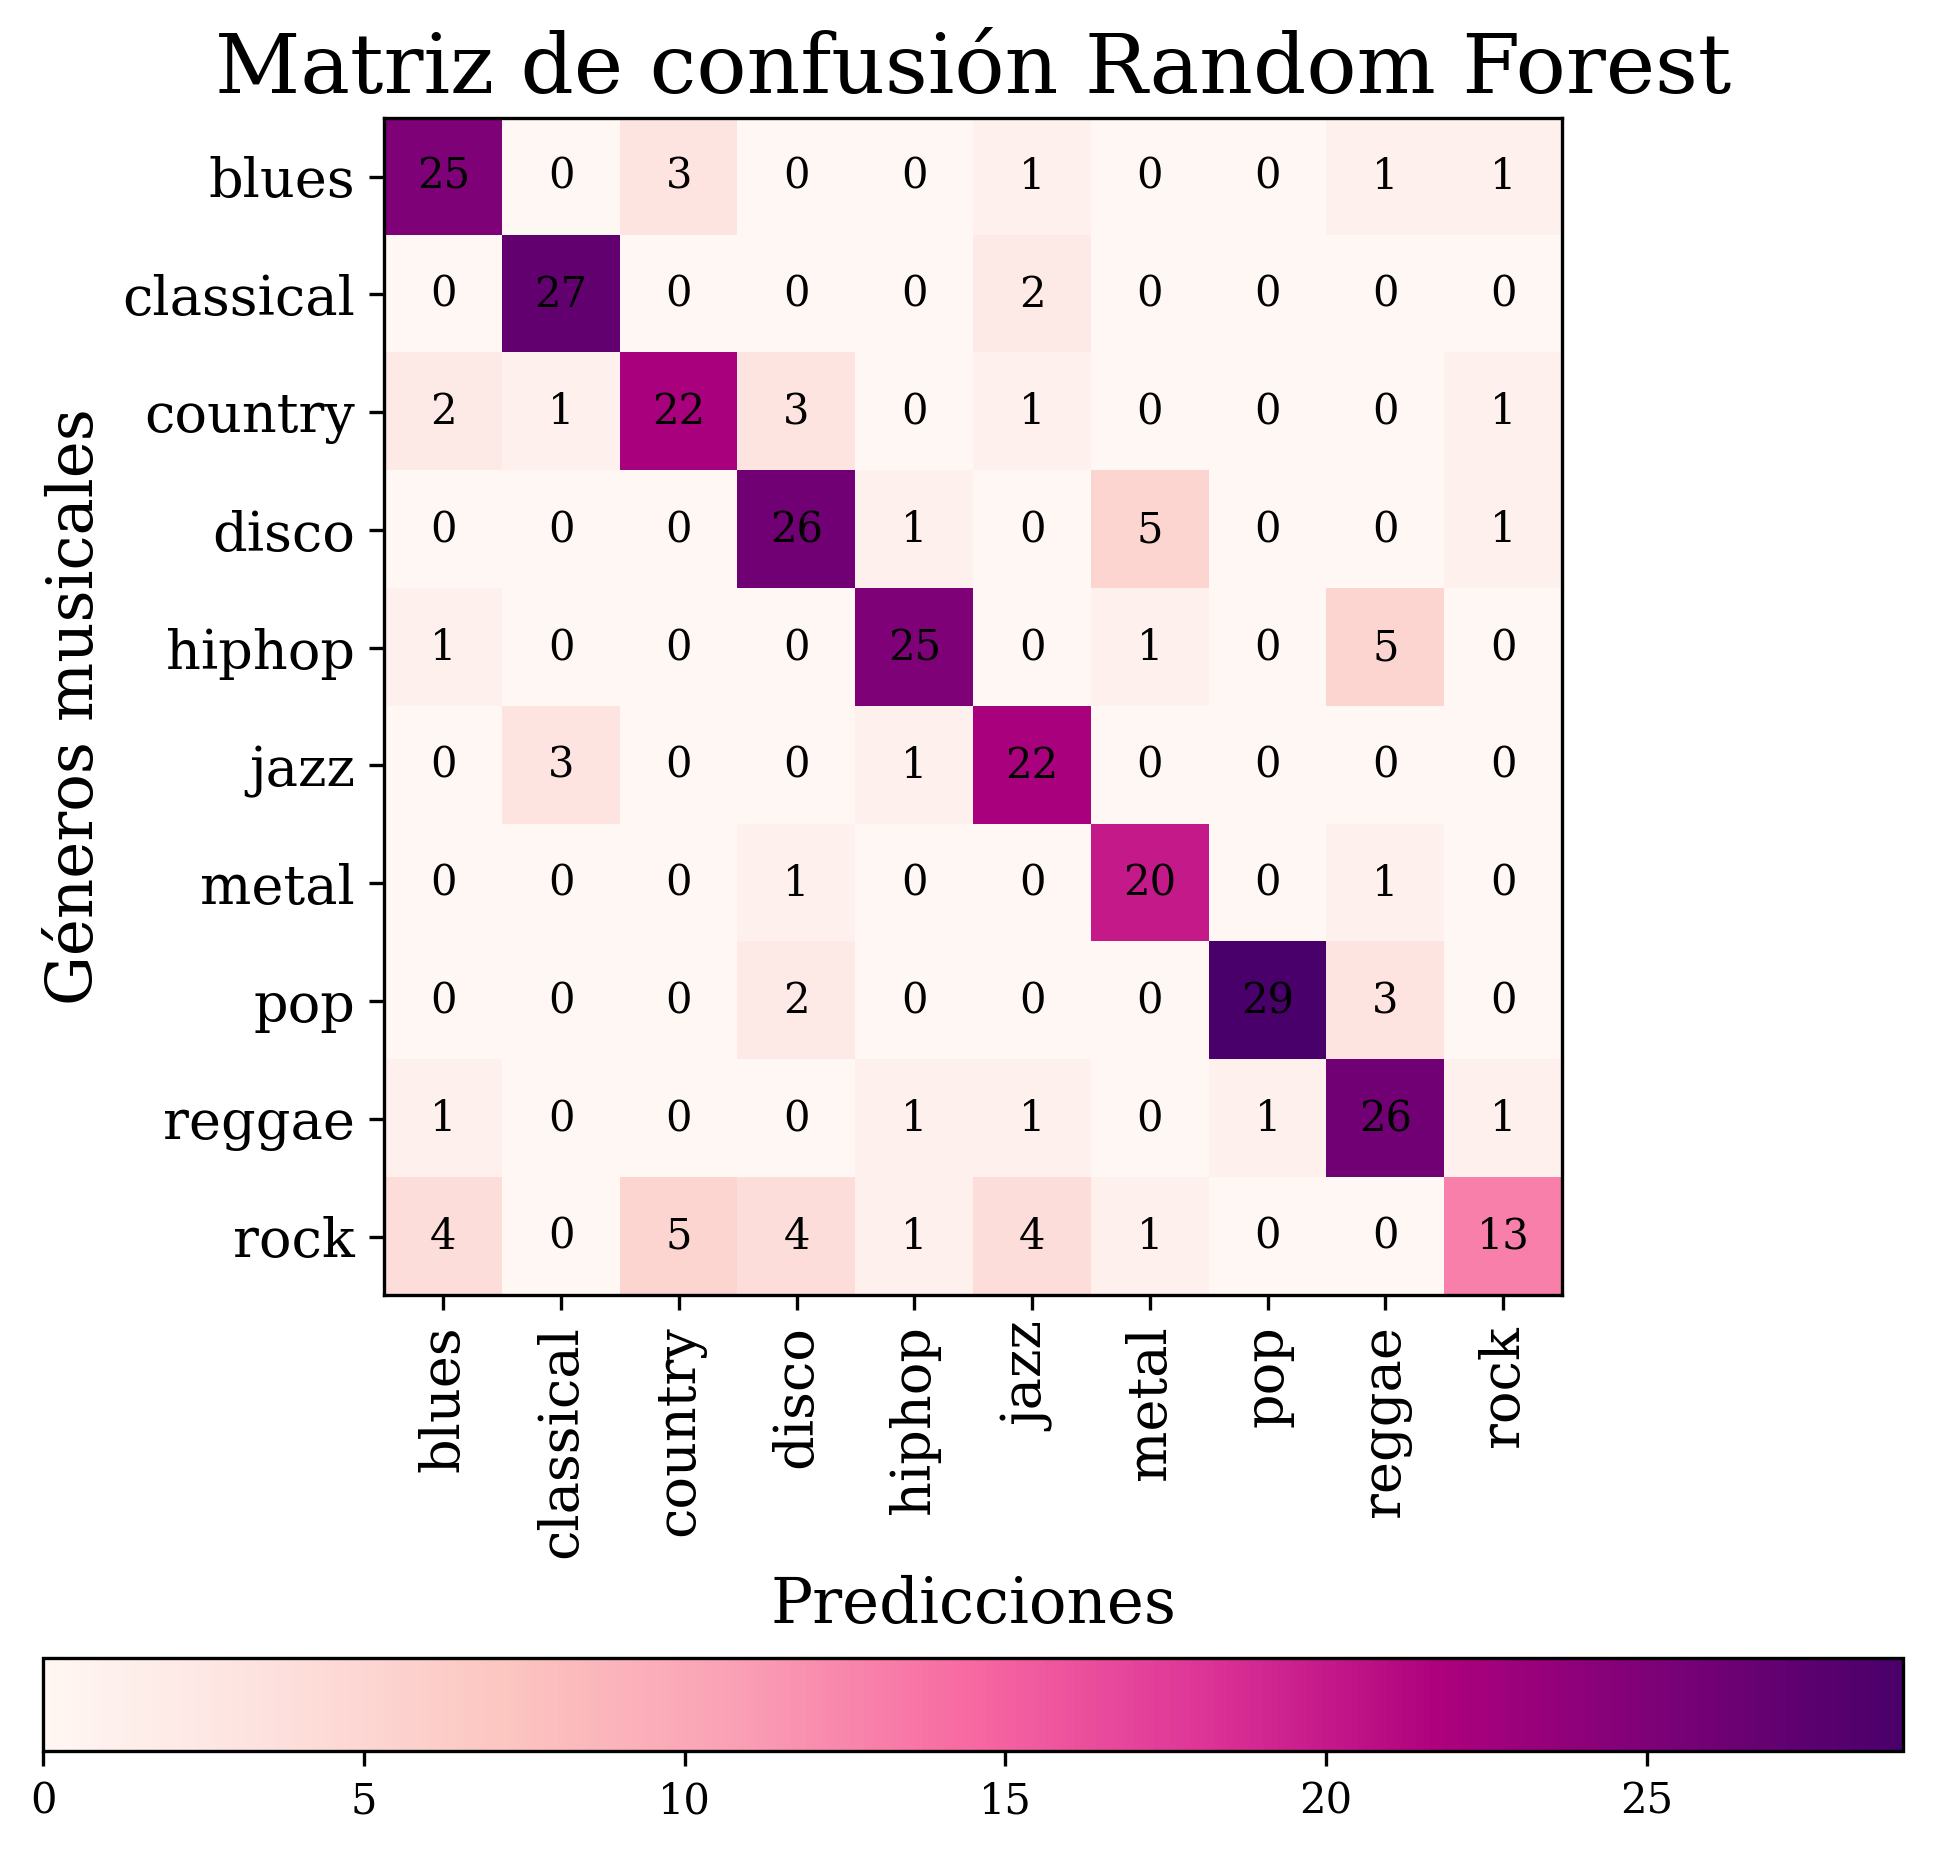 Matriz de confusión Random Forest
Géneros musicales
blues 25 0 3 0 0 1 0 0 1 1
classical 0 27 0 0 0 2 0 0 0 0
country 2 1 22 3 0 1 0 0 0 1
disco 0 0 0 26 1 0 5 0 0 1
hiphop 1 0 0 0 25 0 1 0 5 0
jazz 0 3 0 0 1 22 0 0 0 0
metal 0 0 0 1 0 0 20 0 1 0
pop 0 0 0 2 0 0 0 29 3 0
reggae 1 0 0 0 1 1 0 1 26 1
rock 4 0 5 4 1 4 1 0 0 13
blues classical country disco hiphop jazz metal pop reggae rock
Predicciones
0 5 10 15 20 25